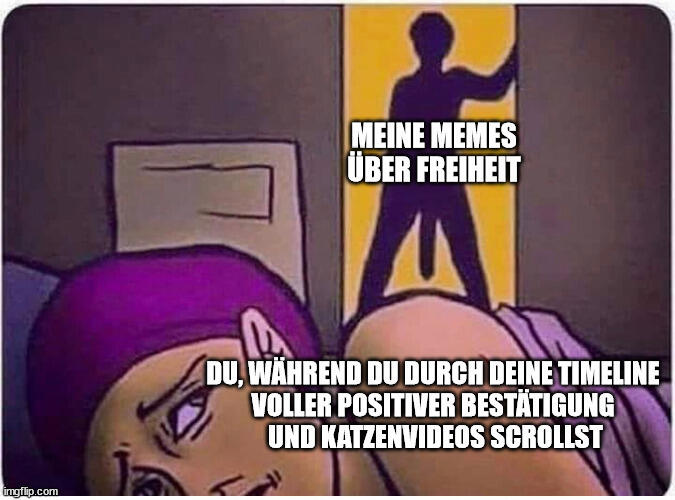 MEINE MEMES
ÜBER FREIHEIT
DU, WÄHREND DU DURCH DEINE TIMELINE
VOLLER POSITIVER BESTÄTIGUNG
UND KATZENVIDEOS SCROLLST
imgflip.com